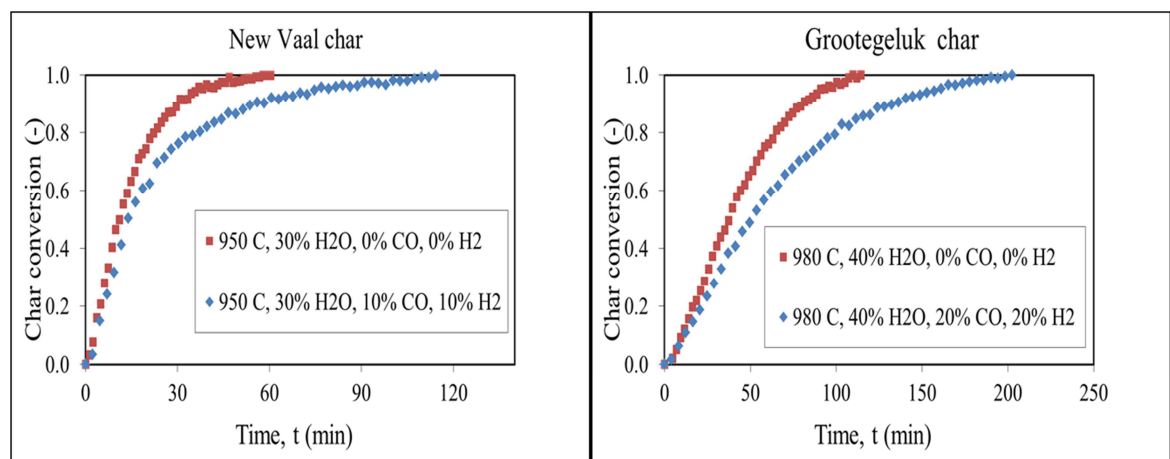 New Vaal char
1.0
0.8
0.6
0.4
0.2
0.0
Char conversion (-)
950 C, 30% H2O, 0% CO, 0% H2
950 C, 30% H2O, 10% CO, 10% H2
0 30 60 90 120
Time, t (min)
Grootegeluk char
1.0
0.8
0.6
0.4
0.2
0.0
Char conversion (-)
980 C, 40% H2O, 0% CO, 0% H2
980 C, 40% H2O, 20% CO, 20% H2
0 50 100 150 200 250
Time, t (min)